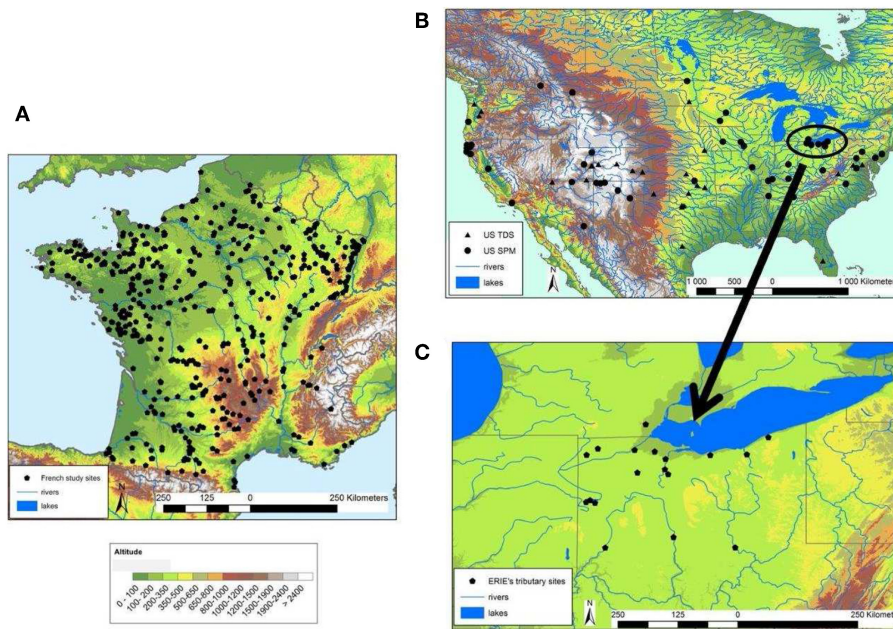 A
French study sites
rivers
lakes
N
250 125 0 250 Kilometers
Altitude
0 - 100
100- 200
200-350
350-500
500-650
650-800
800-1000
1000-1200
1200-1500
1500-1900
1900-2400
> 2400
B
US TDS
US SPM
rivers
lakes
N
1 000 500 0 1 000 Kilometers
C
ERIE's tributary sites
rivers
lakes
N
250 125 0 250 Kilometers